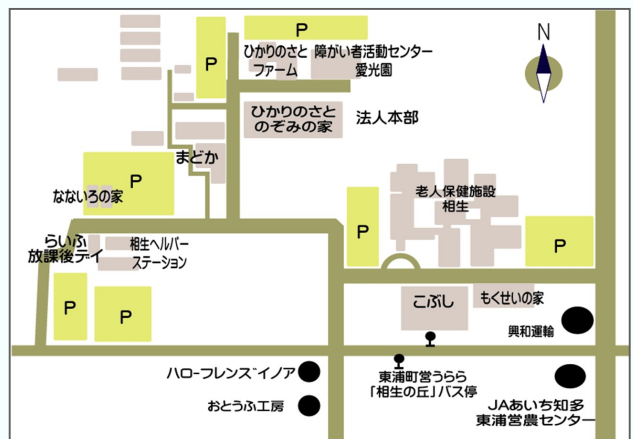 P
N
ひかりのさと
ファーム
障がい者活動センター
愛光園
P
ひかりのさと
のぞみの家
法人本部
まどか
P
なないろの家
老人保健施設
相生
P
P
らいふ
放課後デイ
相生ヘルパー
ステーション
P
P
こぶし
もくせいの家
興和運輸
ハローフレンズ イノア
おとうふ工房
東浦町営うらら
「相生の丘」バス停
JAあいち知多
東浦営農センター